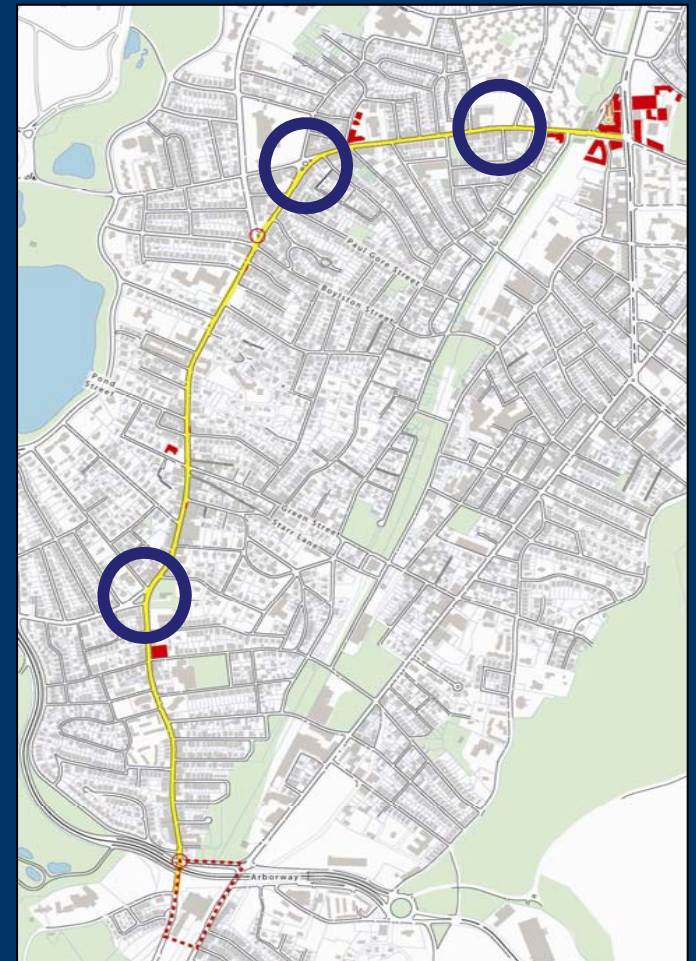 Paul Gore Street
Boylston Street
Pond
Street
Green Street
Starr Lane
Arborway